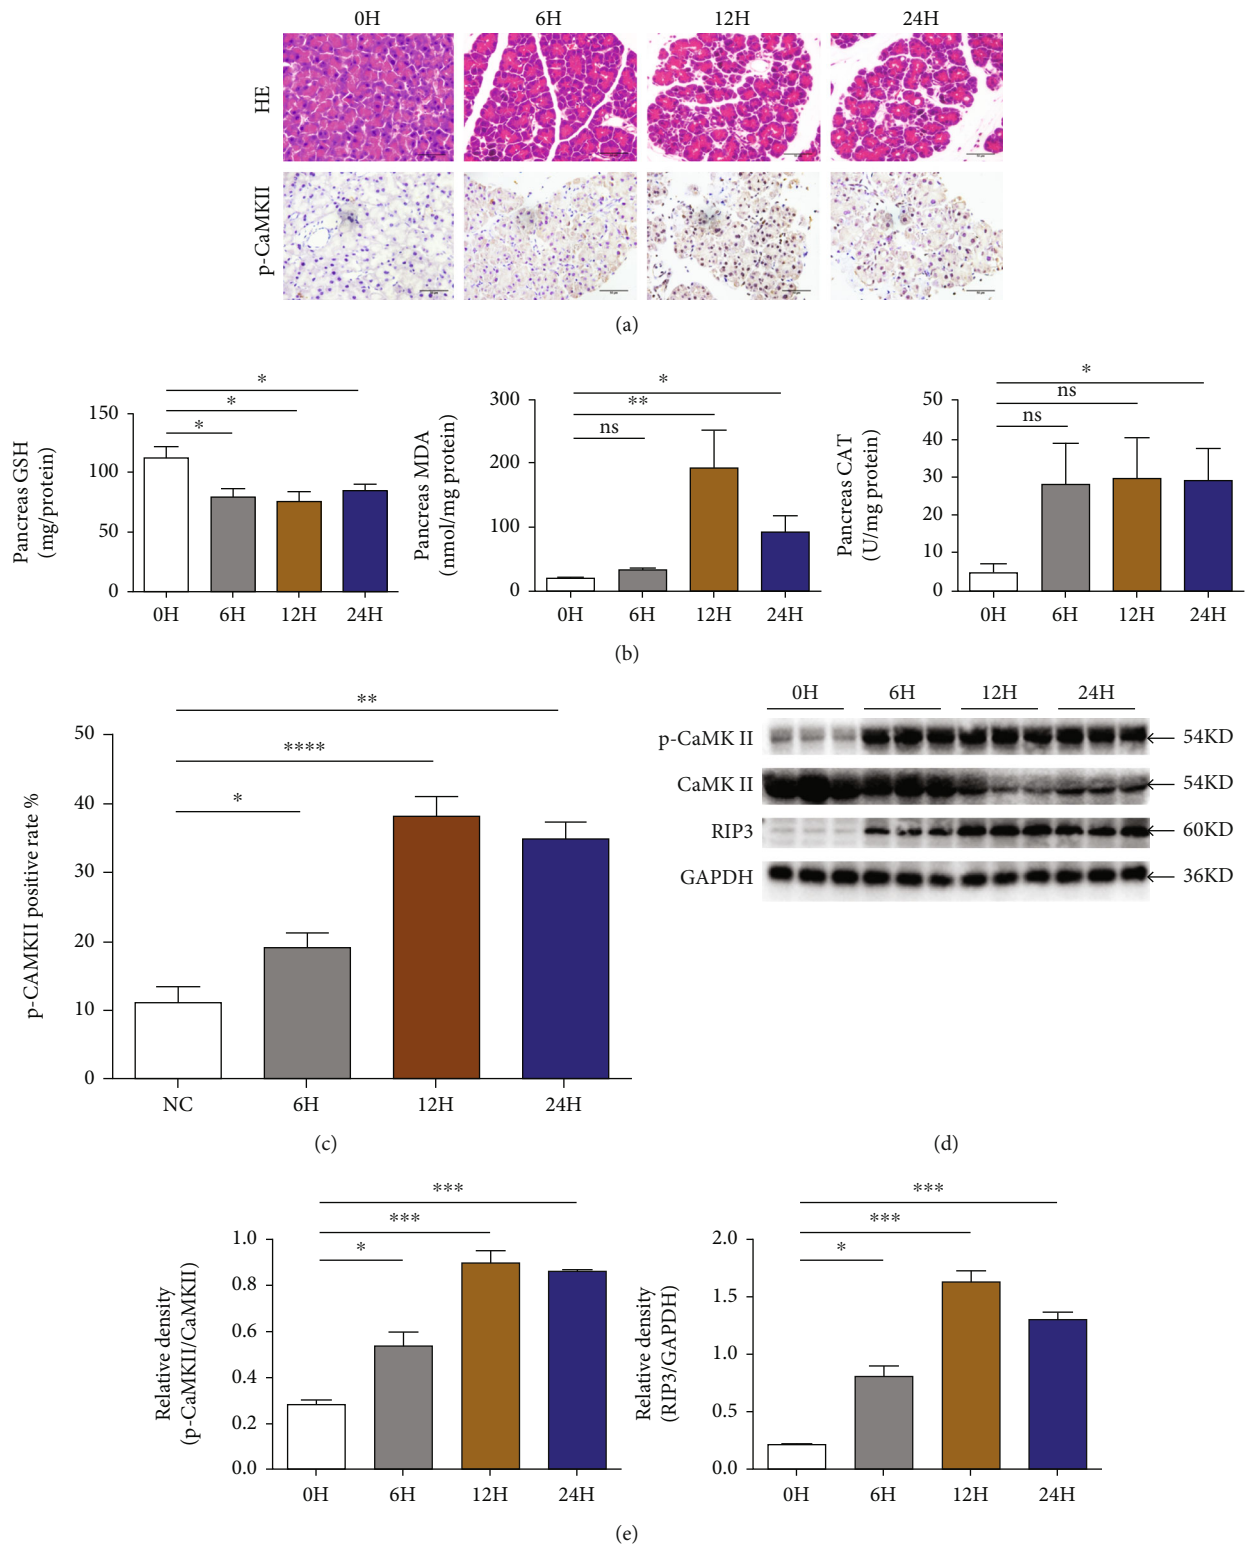 0H 6H 12H 24H
HE
p-CaMKII
(a)
Pancreas GSH
(mg/protein)
150
100
50
0
* * *
0H 6H 12H 24H
Pancreas MDA
(nmol/mg protein)
300
200
100
0
ns ** *
0H 6H 12H 24H
Pancreas CAT
(U/mg protein)
50
40
30
20
10
0
ns ns *
0H 6H 12H 24H
(b)
p-CAMKII positive rate %
50
40
30
20
10
0
* **** **
NC 6H 12H 24H
(c)
0H 6H 12H 24H
p-CaMK II 54KD
CaMK II 54KD
RIP3 60KD
GAPDH 36KD
(d)
Relative density
(p-CaMKII/CaMKII)
1.0
0.8
0.6
0.4
0.2
0.0
* *** ***
0H 6H 12H 24H
Relative density
(RIP3/GAPDH)
2.0
1.5
1.0
0.5
0.0
* *** ***
0H 6H 12H 24H
(e)